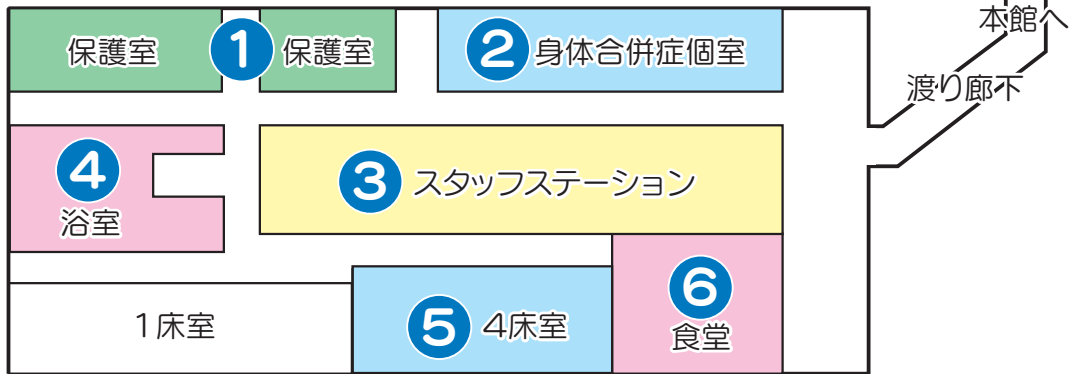 保護室
①
保護室
②
身体合併症個室
本館へ
渡り廊下
④
浴室
③
スタッフステーション
1床室
⑤
4床室
⑥
食堂